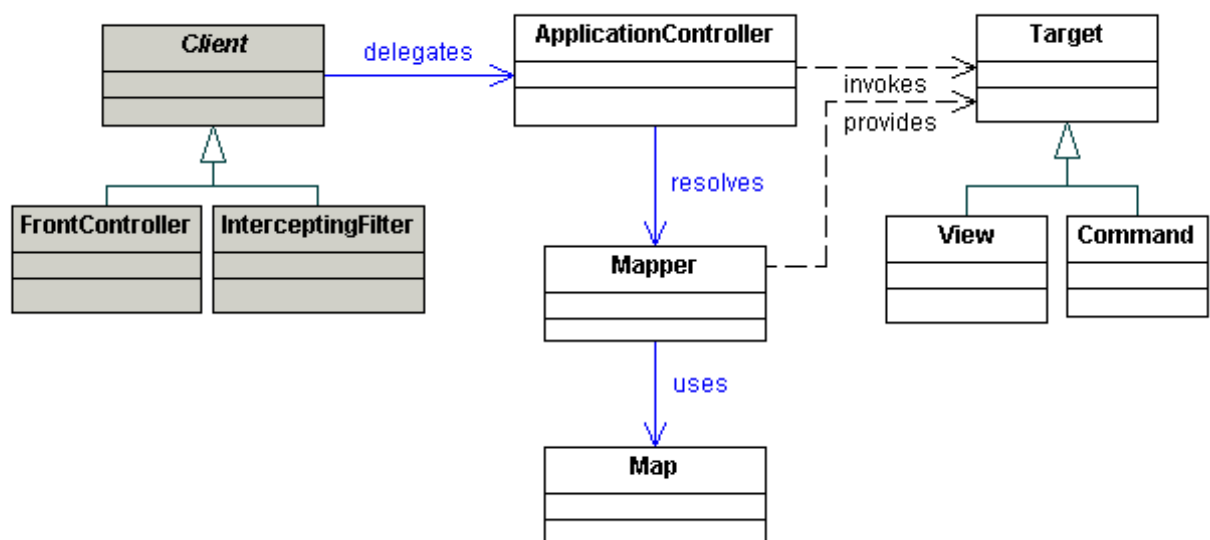 Client
delegates
ApplicationController
Target
invokes
provides
resolves
FrontController
InterceptingFilter
Mapper
View
Command
uses
Map